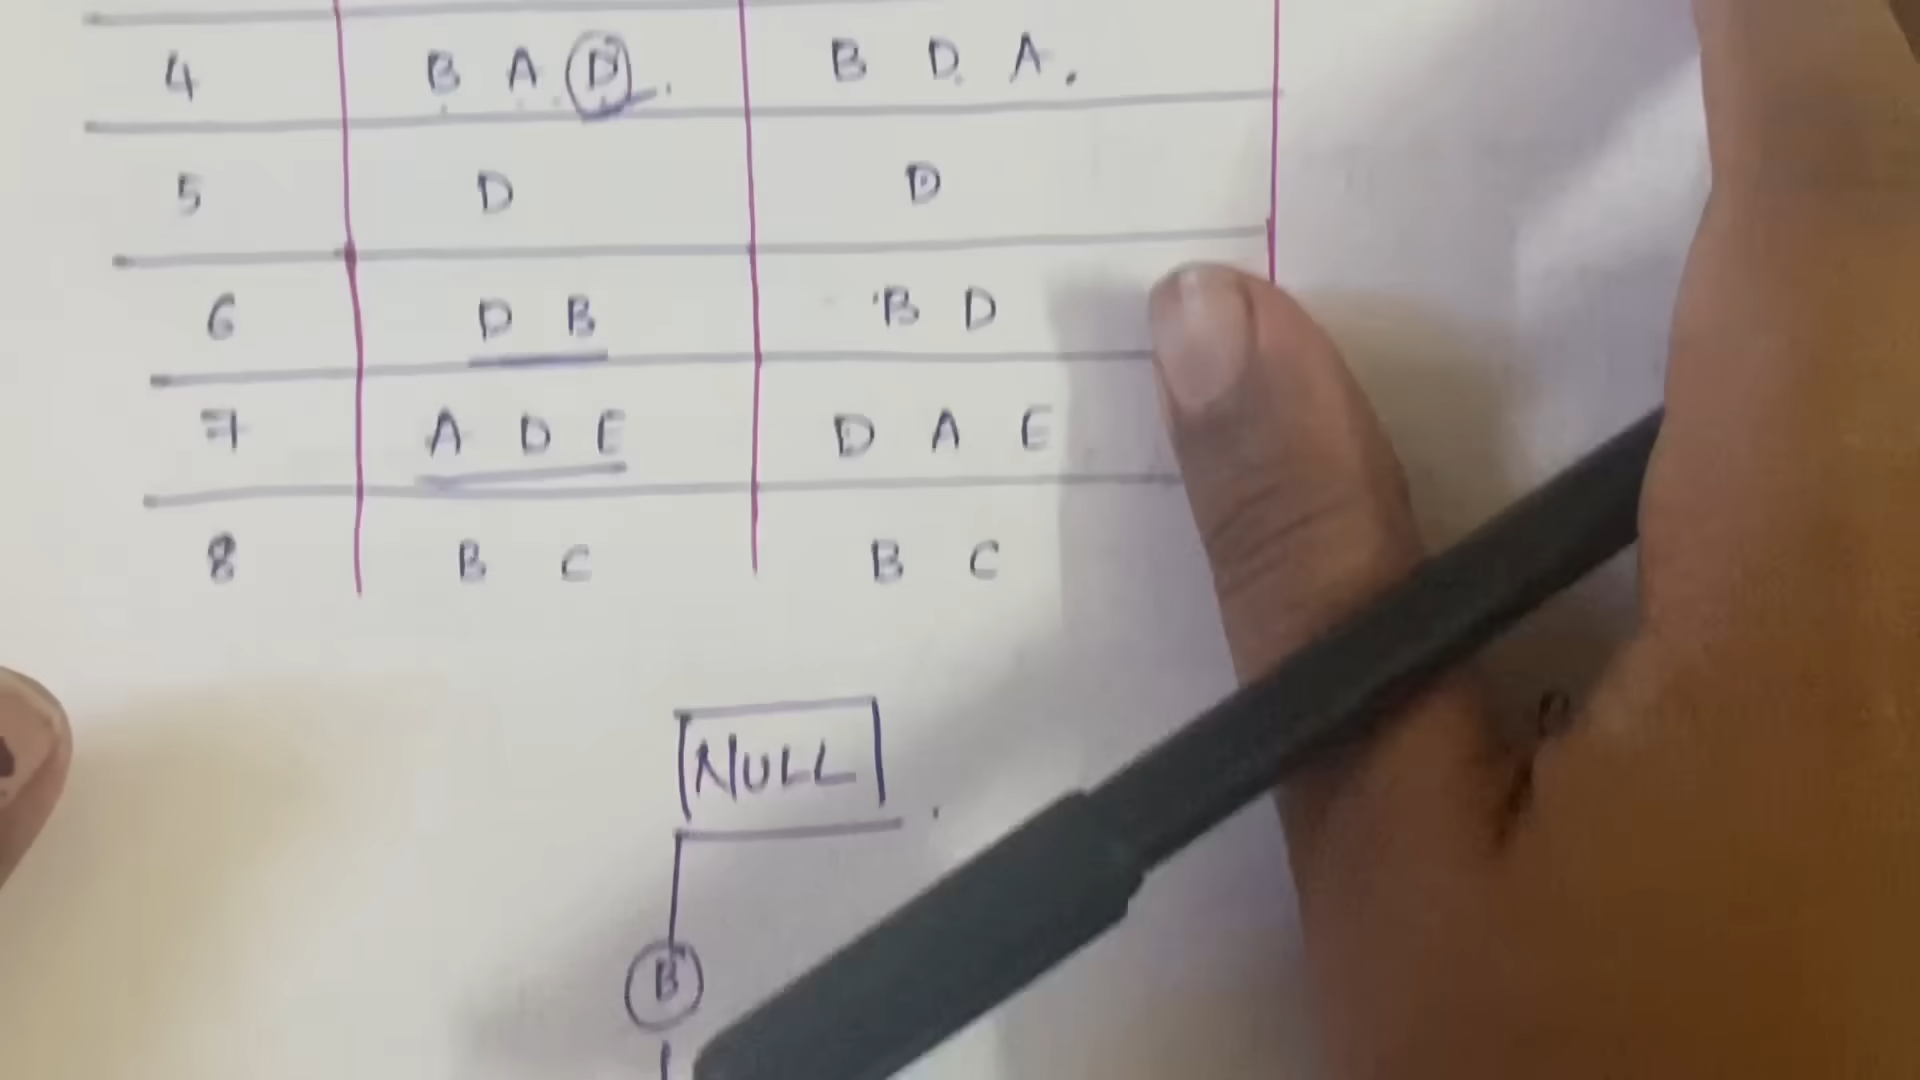 4 B A D. B D A.
5 D D
6 D B B D
7 A D E D A E
8 B C B C
NULL
B